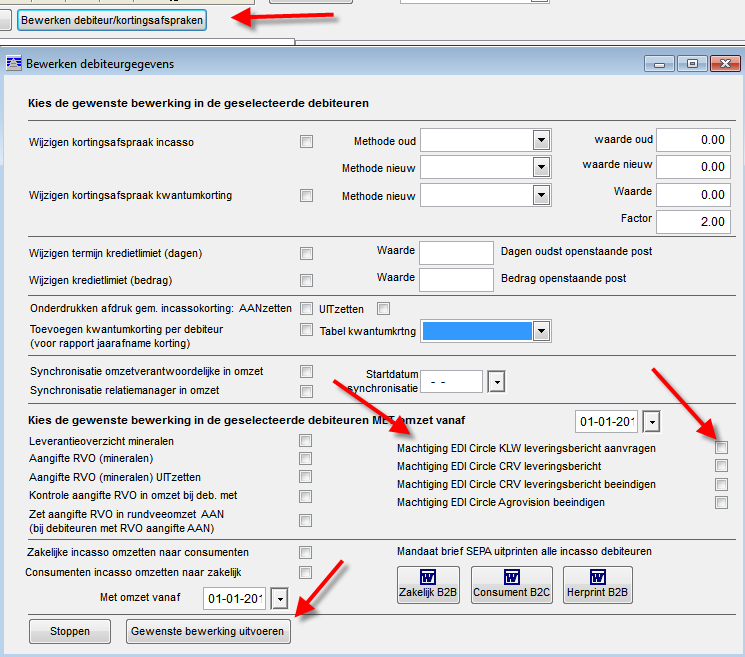 Bewerken debiteur/kortingsafspraken
Bewerken debiteurgegevens
Kies de gewenste bewerking in de geselecteerde debiteuren
Wijzigen kortingsafspraak incasso
Methode oud
waarde oud
0.00
Methode nieuw
waarde nieuw
0.00
Wijzigen kortingsafspraak kwantumkorting
Methode nieuw
Waarde
0.00
Factor
2.00
Wijzigen termijn kredietlimiet (dagen)
Waarde
Dagen oudst openstaande post
Wijzigen kredietlimiet (bedrag)
Waarde
Bedrag openstaande post
Onderdrukken afdruk gem. incassokorting: AANzetten
UITzetten
Toevoegen kwantumkorting per debiteur
(voor rapport jaarafname korting)
Tabel kwantumkrtng
Synchronisatie omzetverantwoordelijke in omzet
Synchronisatie relatiemanager in omzet
Startdatum
synchronisatie
- -
Kies de gewenste bewerking in de geselecteerde debiteuren MET omzet vanaf
01-01-201
Leverantieoverzicht mineralen
Machtiging EDI Circle KLW leveringsbericht aanvragen
Aangifte RVO (mineralen)
Machtiging EDI Circle CRV leveringsbericht
Aangifte RVO (mineralen) UITzetten
Machtiging EDI Circle CRV leveringsbericht beeindigen
Kontrole aangifte RVO in omzet bij deb. met
Machtiging EDI Circle Agrovision beeindigen
Zet aangifte RVO in rundveeomzet AAN
(bij debiteuren met RVO aangifte AAN)
Zakelijke incasso omzetten naar consumenten
Mandaat brief SEPA uitprinten alle incasso debiteuren
Consumenten incasso omzetten naar zakelijk
Zakelijk B2B
Consument B2C
Herprint B2B
Met omzet vanaf
01-01-201
Stoppen
Gewenste bewerking uitvoeren